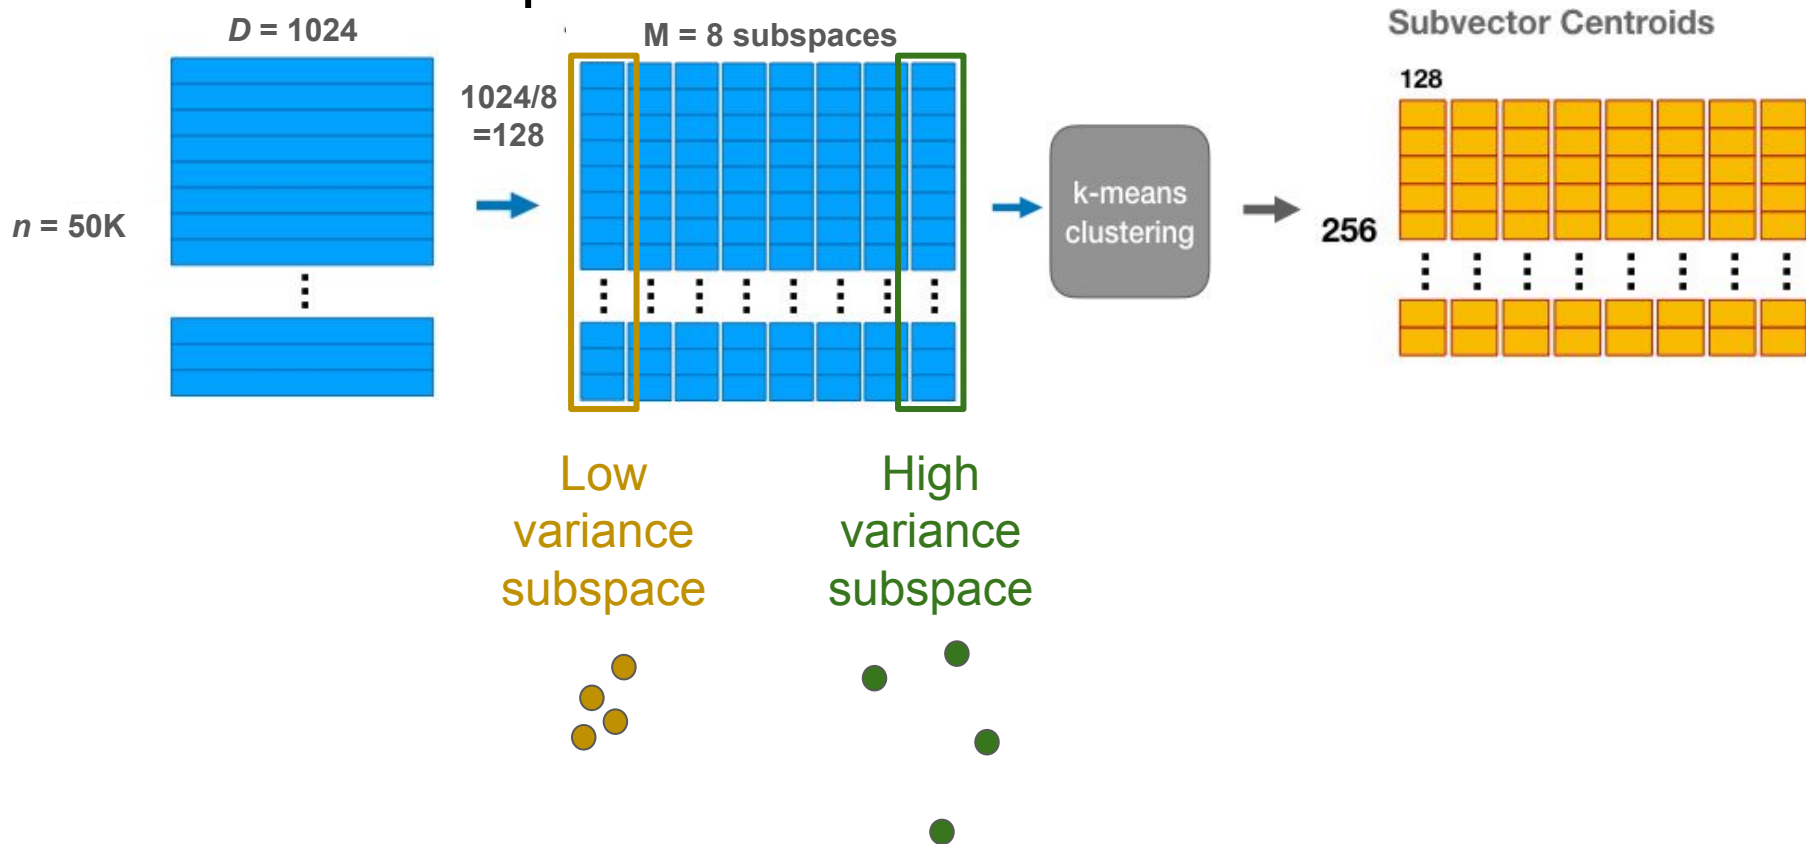 D = 1024
n = 50K
1024/8
=128
M = 8 subspaces
k-means
clustering
Subvector Centroids
128
256
Low
variance
subspace
High
variance
subspace